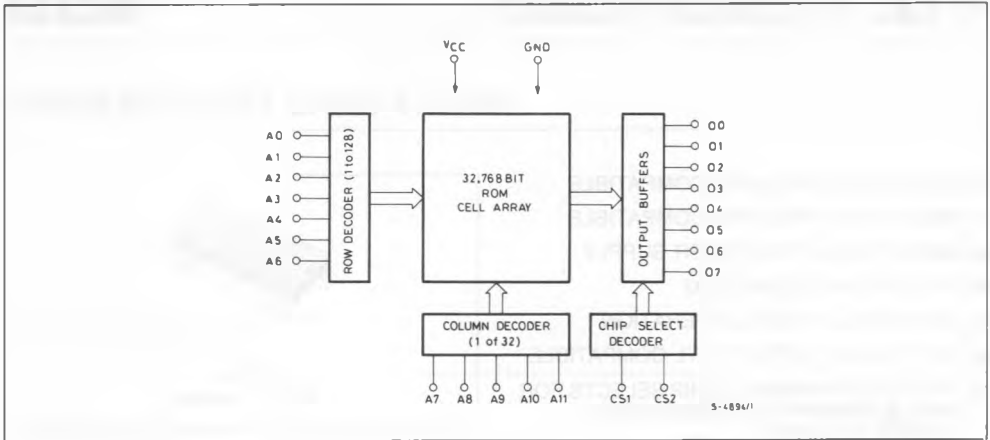 VCC GND
A0
A1
A2
A3
A4
A5
A6
ROW DECODER (1 to 128)
32,768 BIT
ROM
CELL ARRAY
OUTPUT BUFFERS
O0
O1
O2
O3
O4
O5
O6
O7
COLUMN DECODER
(1 of 32)
CHIP SELECT
DECODER
A7 A8 A9 A10 A11
CS1 CS2
S-4894/1